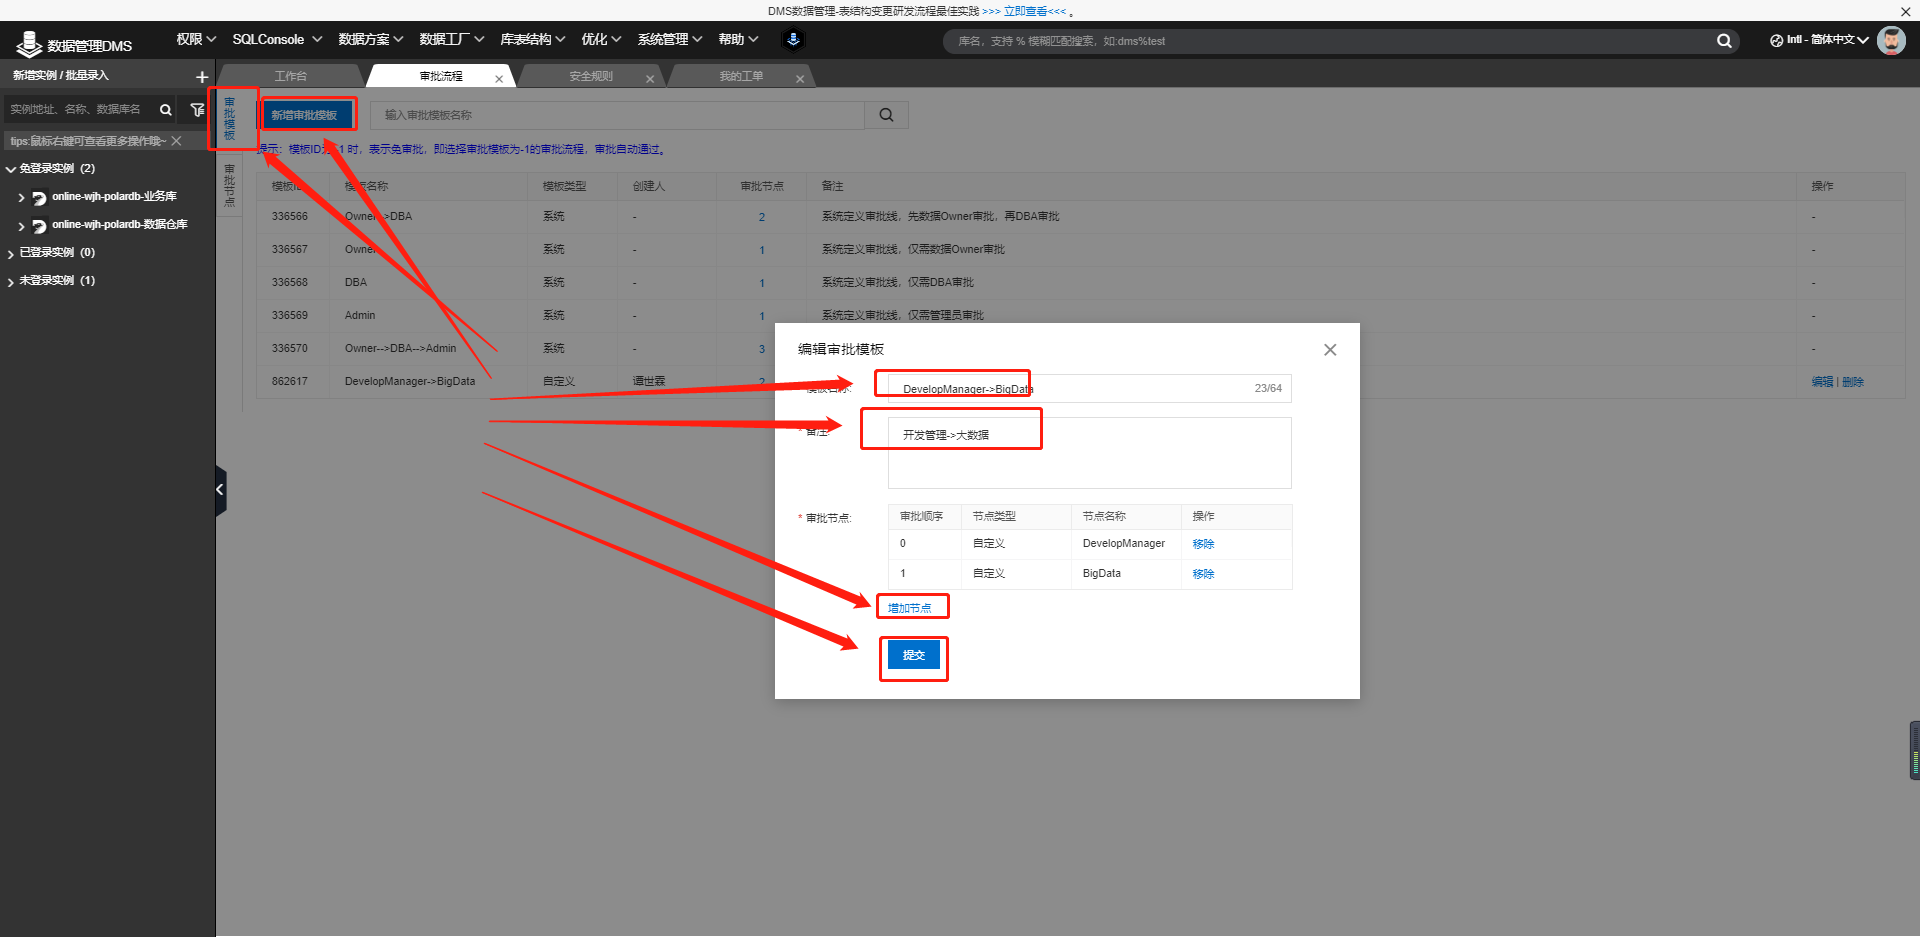 DMS数据管理-表结构变更研发流程最佳实践 >>> 立即查看<<< 。
数据管理DMS
权限
SQLConsole
数据方案
数据工厂
库表结构
优化
系统管理
帮助
库名，支持 % 模糊匹配搜索，如:dms%test
Intl - 简体中文
新增实例 / 批量录入
工作台
审批流程
安全规则
我的工单
实例地址、名称、数据库名
tips:鼠标右键可查看更多操作哦~
免登录实例（2）
online-wjh-polardb-业务库
online-wjh-polardb-数据仓库
已登录实例（0）
未登录实例（1）
审批模板
审批节点
新增审批模板
输入审批模板名称
提示：模板ID为-1 时，表示免审批，即选择审批模板为-1的审批流程，审批自动通过。
模板ID 模板名称 模板类型 创建人 审批节点 备注 操作
336566 Owner-->DBA 系统 - 2 系统定义审批线，先数据Owner审批，再DBA审批 -
336567 Owner 系统 - 1 系统定义审批线，仅需数据Owner审批 -
336568 DBA 系统 - 1 系统定义审批线，仅需DBA审批 -
336569 Admin 系统 - 1 系统定义审批线，仅需管理员审批 -
336570 Owner-->DBA-->Admin 系统 - 3 -
862617 DevelopManager->BigData 自定义 谭世霖 2 编辑 | 删除
编辑审批模板
模板名称:
DevelopManager->BigData
23/64
* 备注:
开发管理->大数据
* 审批节点:
审批顺序 节点类型 节点名称 操作
0 自定义 DevelopManager 移除
1 自定义 BigData 移除
增加节点
提交